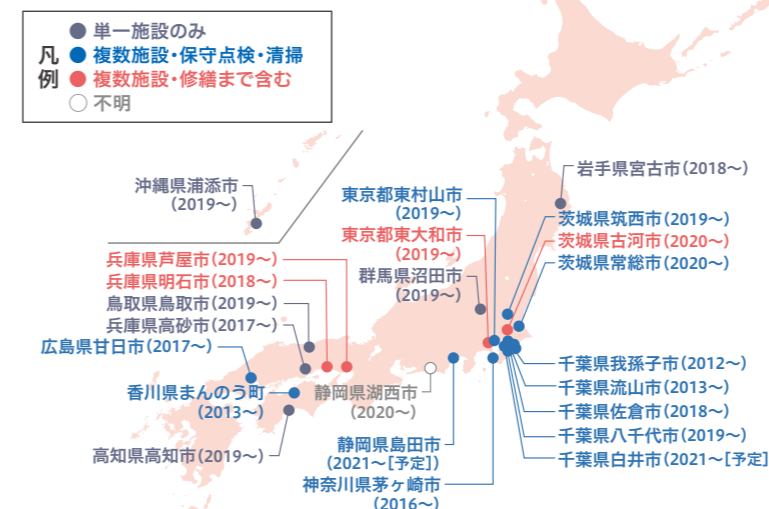 凡例
単一施設のみ
複数施設・保守点検・清掃
複数施設・修繕まで含む
不明
沖縄県浦添市
（2019～）
兵庫県芦屋市（2019～）
兵庫県明石市（2018～）
鳥取県鳥取市（2019～）
兵庫県高砂市（2017～）
広島県廿日市（2017～）
香川県まんのう町
（2013～）
高知県高知市（2019～）
東京都東村山市
（2019～）
東京都東大和市
（2019～）
群馬県沼田市
（2019～）
静岡県湖西市
（2020～）
静岡県島田市
（2021～［予定］）
神奈川県茅ヶ崎市
（2016～）
岩手県宮古市（2018～）
茨城県筑西市（2019～）
茨城県古河市（2020～）
茨城県常総市（2020～）
千葉県我孫子市（2012～）
千葉県流山市（2013～）
千葉県佐倉市（2018～）
千葉県八千代市（2019～）
千葉県白井市（2021～［予定］